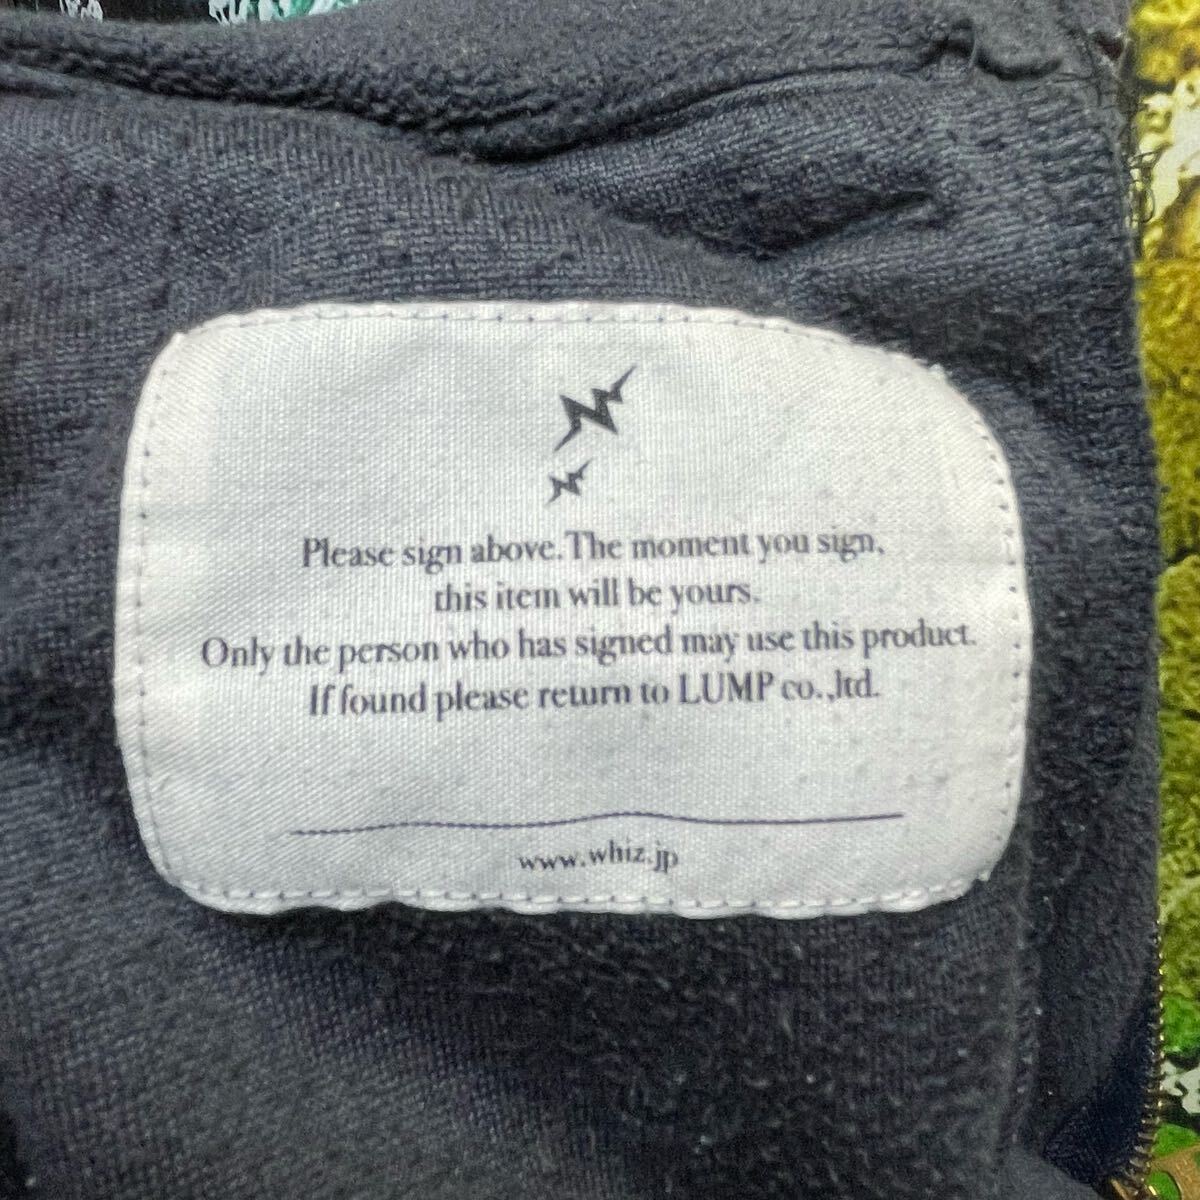 Please sign above. The moment you sign,
this item will be yours.
Only the person who has signed may use this product.
If found please return to LUMP co.,ltd.
www.whiz.jp